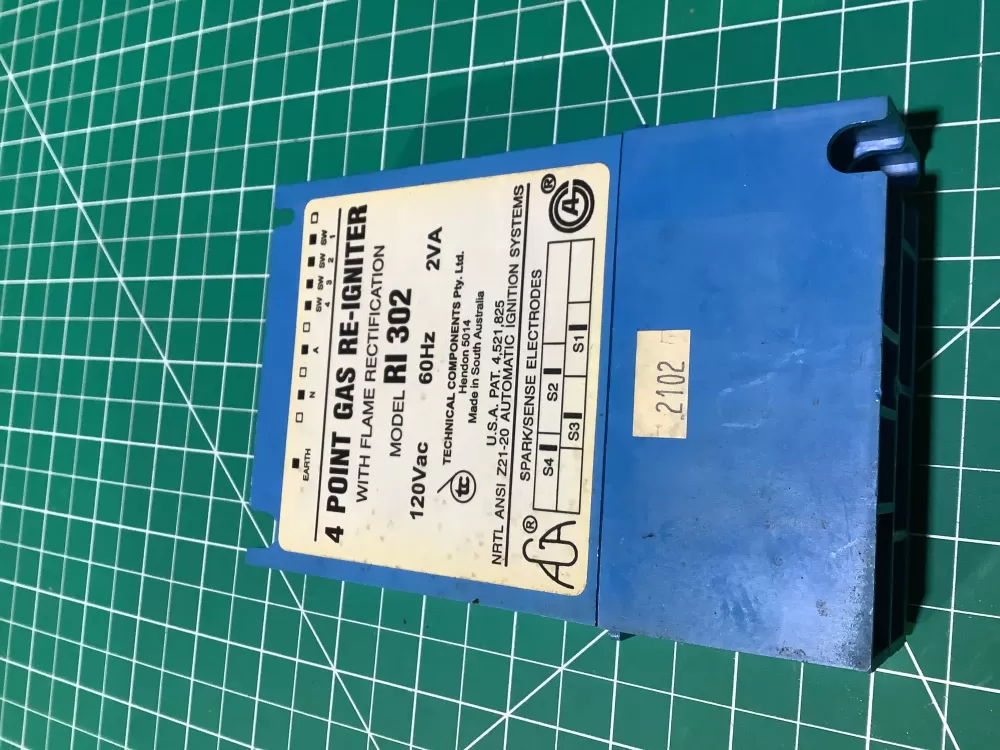 EARTH N A SW 4 SW 3 SW 2 SW 1
4 POINT GAS RE-IGNITER
WITH FLAME RECTIFICATION
MODEL RI 302
120Vac 60Hz 2VA
tc TECHNICAL COMPONENTS Pty. Ltd.
Hendon 5014
Made in South Australia
U.S.A. PAT. 4,521,825
NRTL ANSI Z21-20 AUTOMATIC IGNITION SYSTEMS
SPARK/SENSE ELECTRODES
S4 S2
S3 S1
AGA ® A ®
2102